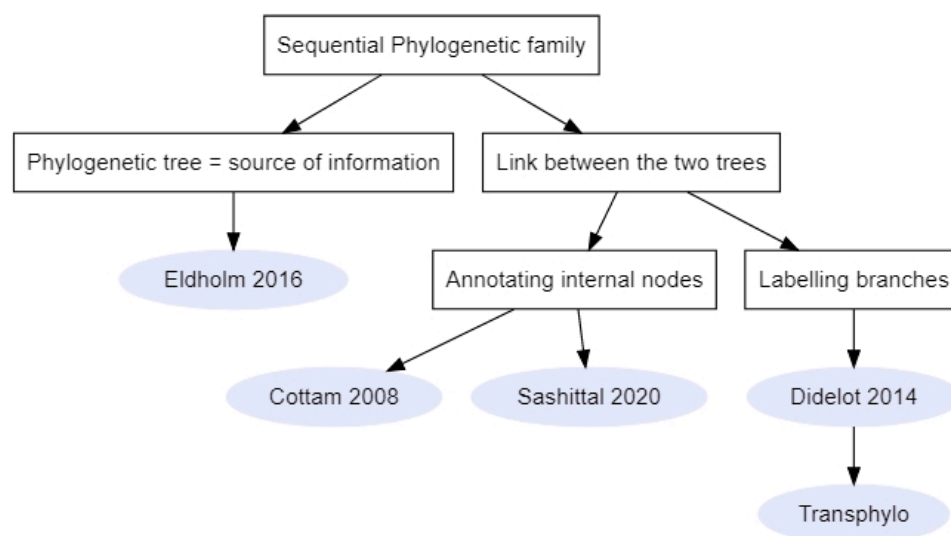 Sequential Phylogenetic family
Phylogenetic tree = source of information
Link between the two trees
Eldholm 2016
Annotating internal nodes
Labelling branches
Cottam 2008
Sashittal 2020
Didelot 2014
Transphylo